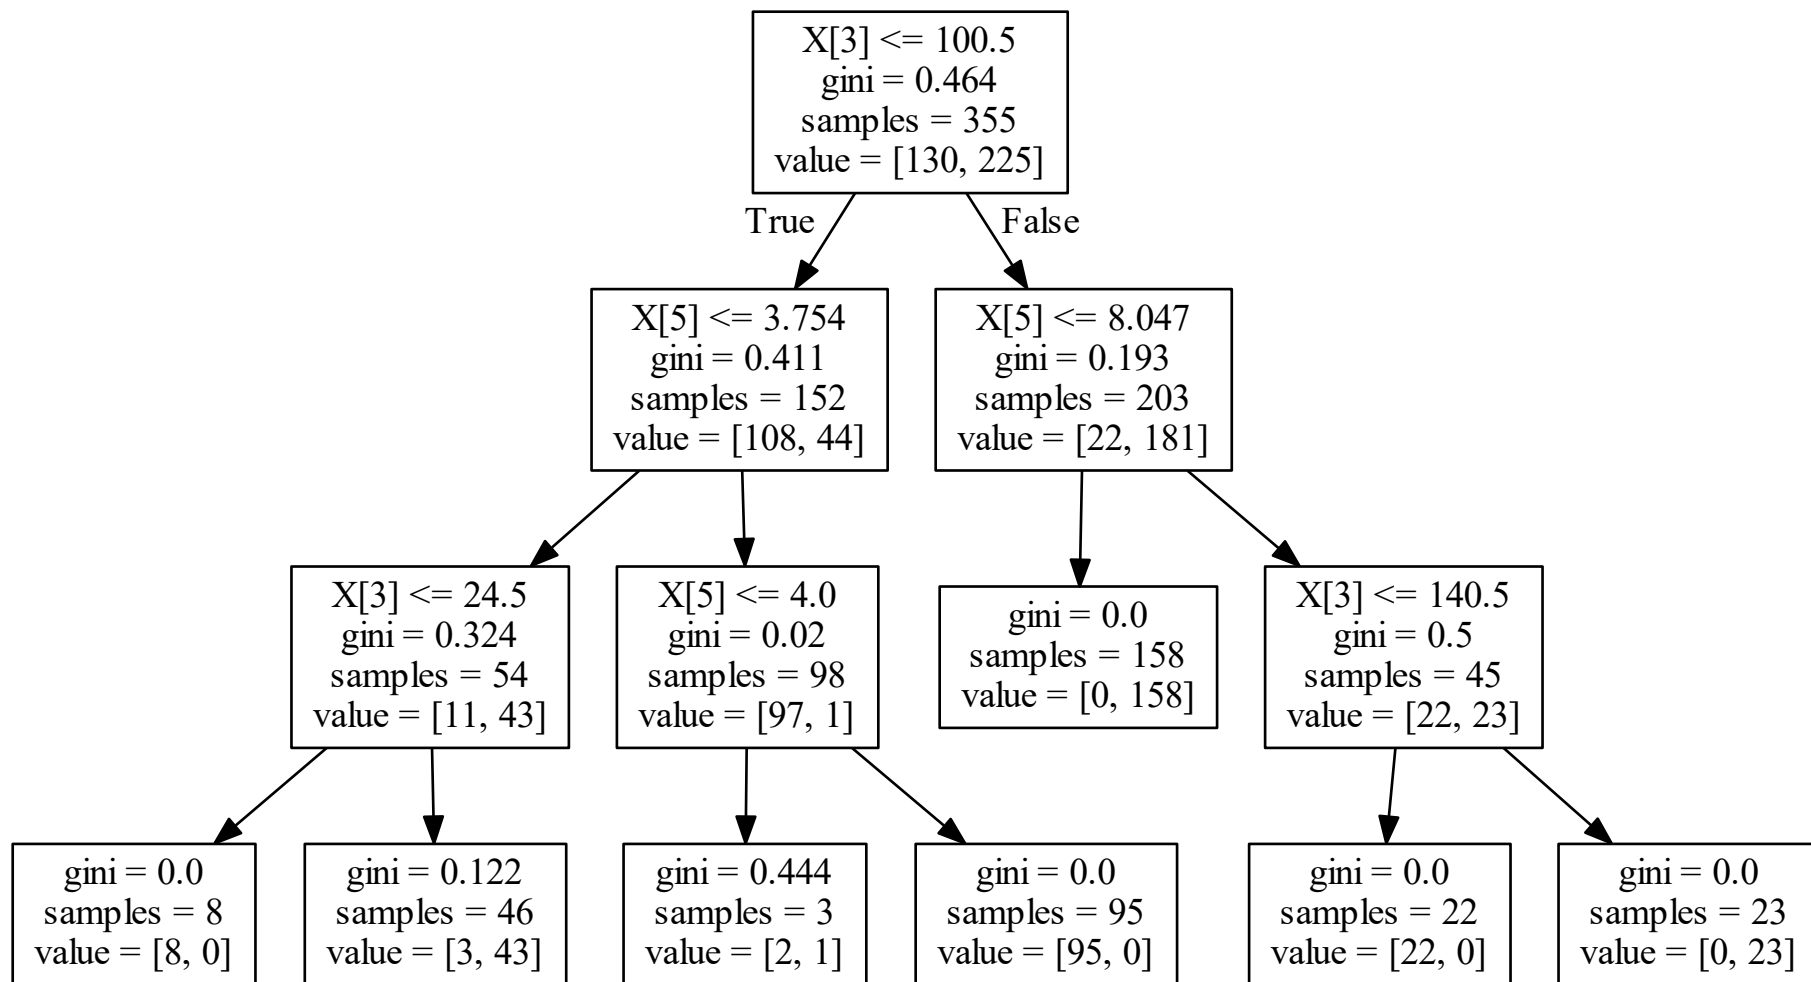 X[3] <= 100.5
gini = 0.464
samples = 355
value = [130, 225]
True
False
X[5] <= 3.754
gini = 0.411
samples = 152
value = [108, 44]
X[5] <= 8.047
gini = 0.193
samples = 203
value = [22, 181]
X[3] <= 24.5
gini = 0.324
samples = 54
value = [11, 43]
X[5] <= 4.0
gini = 0.02
samples = 98
value = [97, 1]
gini = 0.0
samples = 158
value = [0, 158]
X[3] <= 140.5
gini = 0.5
samples = 45
value = [22, 23]
gini = 0.0
samples = 8
value = [8, 0]
gini = 0.122
samples = 46
value = [3, 43]
gini = 0.444
samples = 3
value = [2, 1]
gini = 0.0
samples = 95
value = [95, 0]
gini = 0.0
samples = 22
value = [22, 0]
gini = 0.0
samples = 23
value = [0, 23]